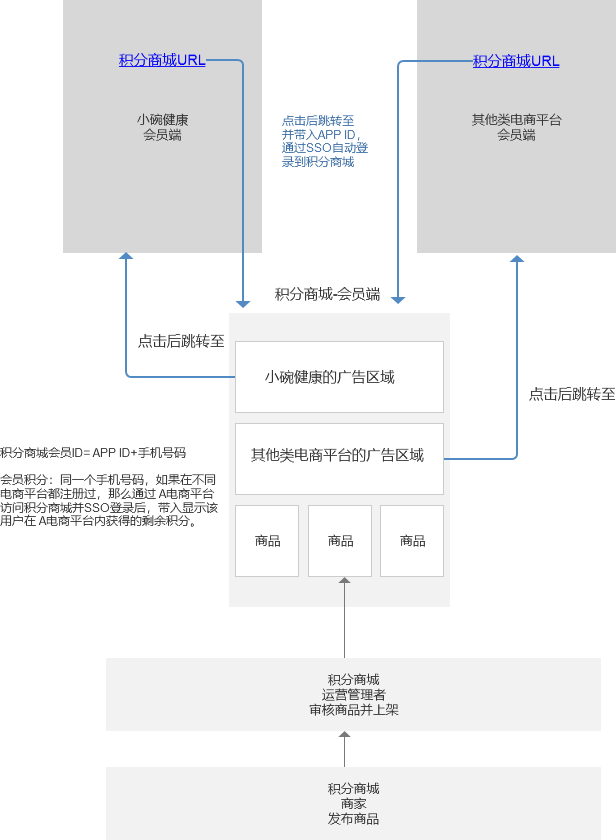 积分商城URL
积分商城URL
小碗健康
会员端
点击后跳转至
并带入APP ID，
通过SSO自动登
录到积分商城
其他类电商平台
会员端
积分商城-会员端
点击后跳转至
小碗健康的广告区域
点击后跳转至
积分商城会员ID= APP ID+手机号码
其他类电商平台的广告区域
会员积分：同一个手机号码，如果在不同
电商平台都注册过，那么通过 A电商平台
访问积分商城并SSO登录后，带入显示该
用户在 A电商平台内获得的剩余积分。
商品
商品
商品
积分商城
运营管理者
审核商品并上架
积分商城
商家
发布商品